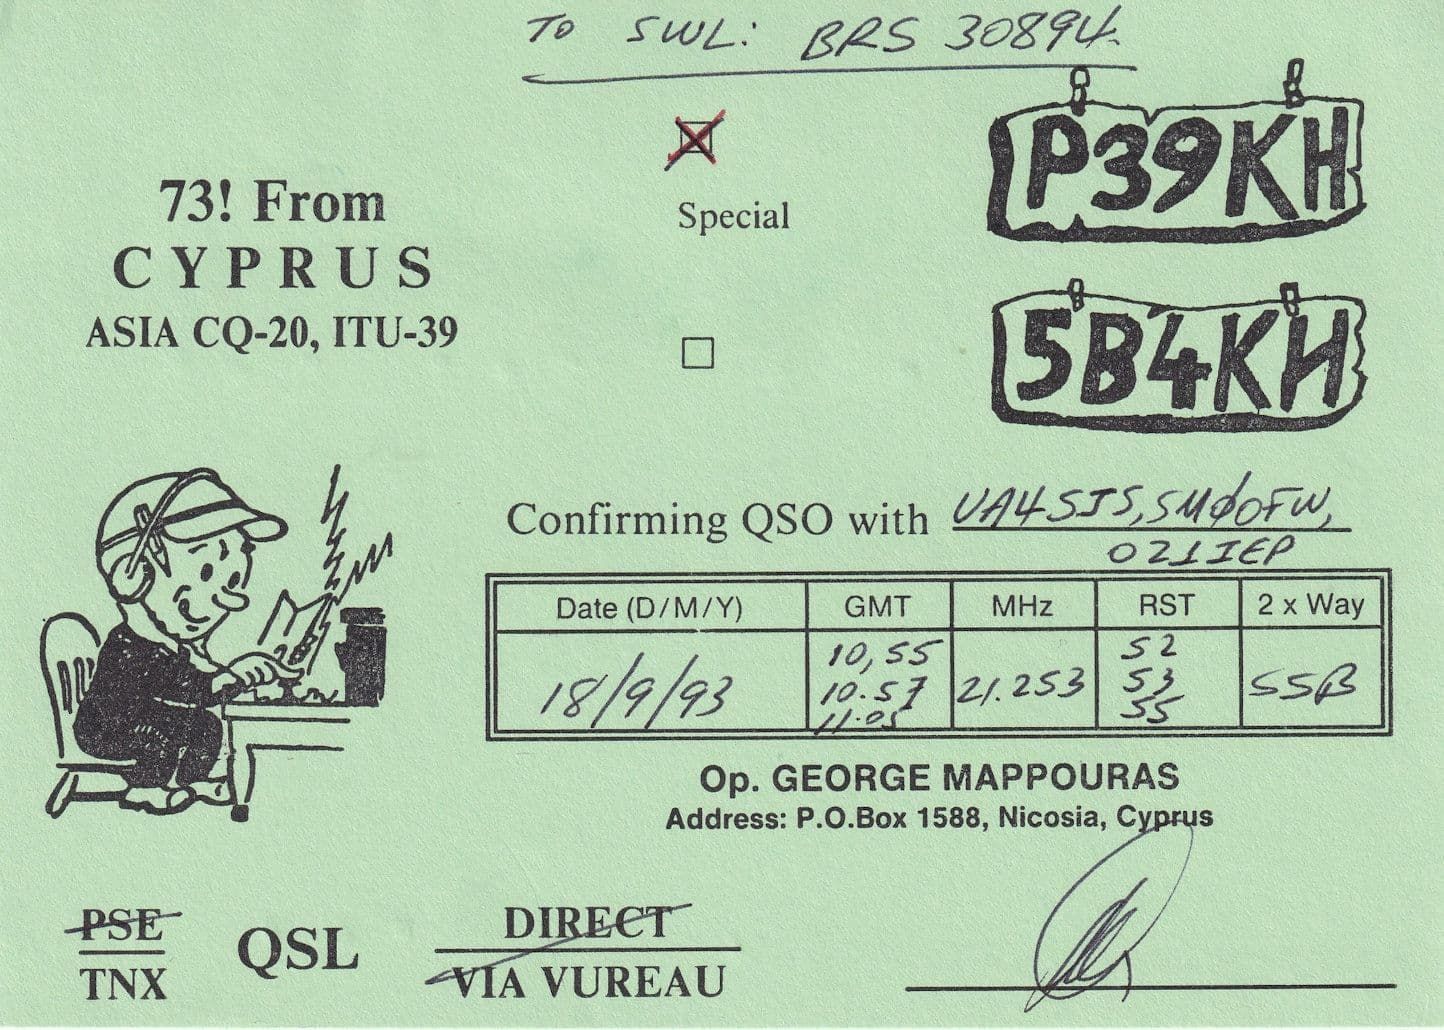 TO SWL: BRS 30894.
73! From
CYPRUS
ASIA CQ-20, ITU-39
Special
P39KH
5B4KH
Confirming QSO with UA4SJS, SMØOFW,
OZ1IEP
Date (D/M/Y) GMT MHz RST 2 x Way
18/9/93 10,55 21.253 52 SSB
10.57 53
11.05 55
Op. GEORGE MAPPOURAS
Address: P.O.Box 1588, Nicosia, Cyprus
PSE
TNX
QSL
DIRECT
VIA VUREAU